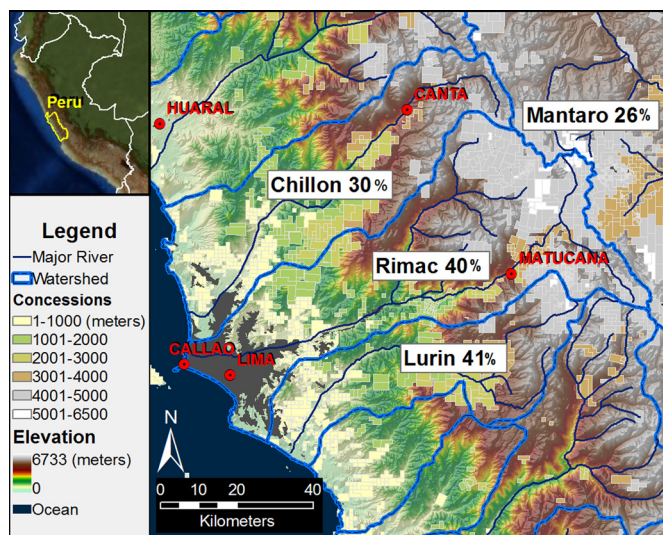 Peru
HUARAL
CANTA
Mantaro 26%
Chillon 30%
Rimac 40%
MATUCANA
Lurin 41%
CALLAO
LIMA
Legend
Major River
Watershed
Concessions
1-1000 (meters)
1001-2000
2001-3000
3001-4000
4001-5000
5001-6500
Elevation
6733 (meters)
0
Ocean
N
0 20 40
Kilometers